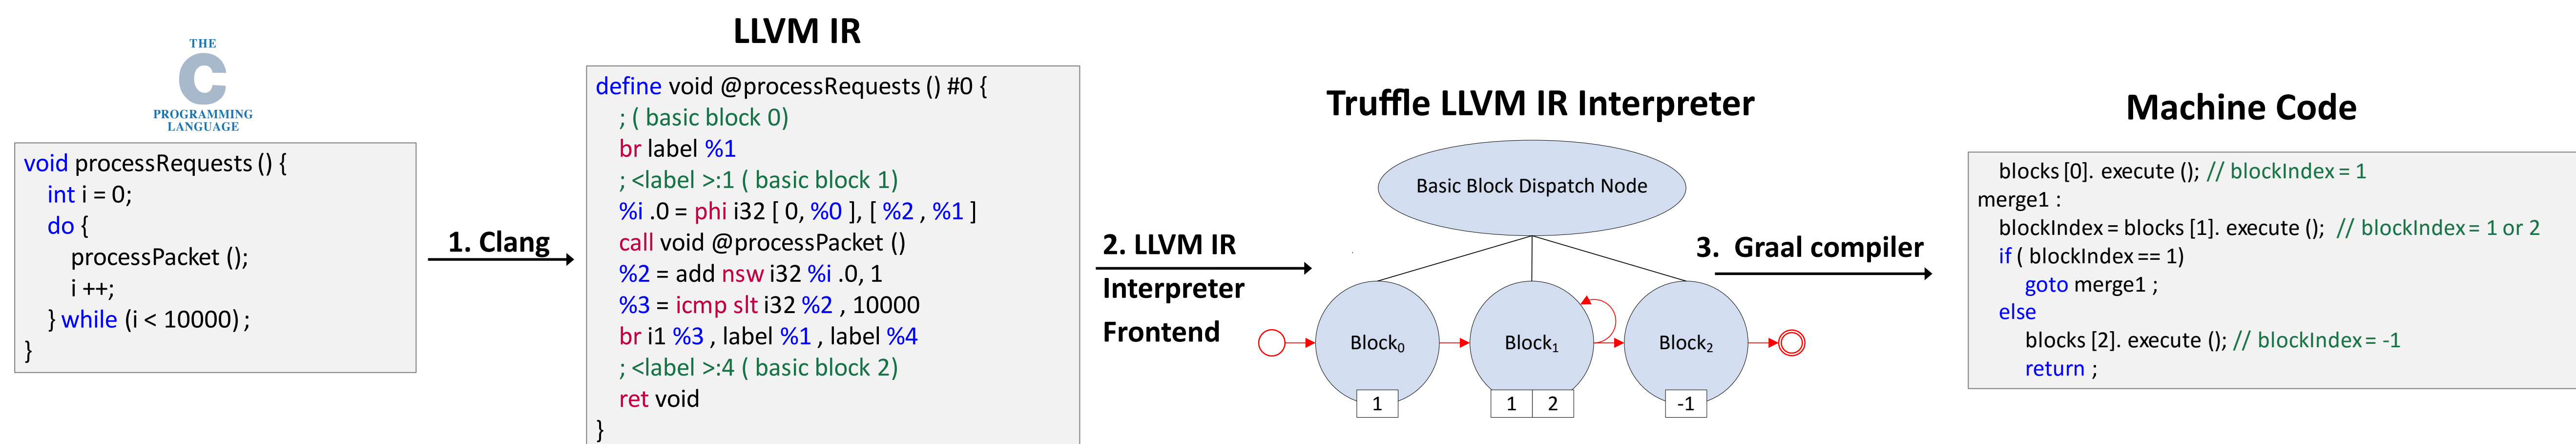 THE
C
PROGRAMMING
LANGUAGE
void processRequests () {
int i = 0;
do {
processPacket ();
i ++;
} while (i < 10000) ;
}
1. Clang
LLVM IR
define void @processRequests () #0 {
; ( basic block 0)
br label %1
; <label >:1 ( basic block 1)
%i .0 = phi i32 [ 0, %0 ], [ %2 , %1 ]
call void @processPacket ()
%2 = add nsw i32 %i .0, 1
%3 = icmp slt i32 %2 , 10000
br i1 %3 , label %1 , label %4
; <label >:4 ( basic block 2)
ret void
}
2. LLVM IR
Interpreter
Frontend
Truffle LLVM IR Interpreter
Basic Block Dispatch Node
Block0
Block1
Block2
1
1 2
-1
3. Graal compiler
Machine Code
blocks [0]. execute (); // blockIndex = 1
merge1 :
blockIndex = blocks [1]. execute (); // blockIndex = 1 or 2
if ( blockIndex == 1)
goto merge1 ;
else
blocks [2]. execute (); // blockIndex = -1
return ;